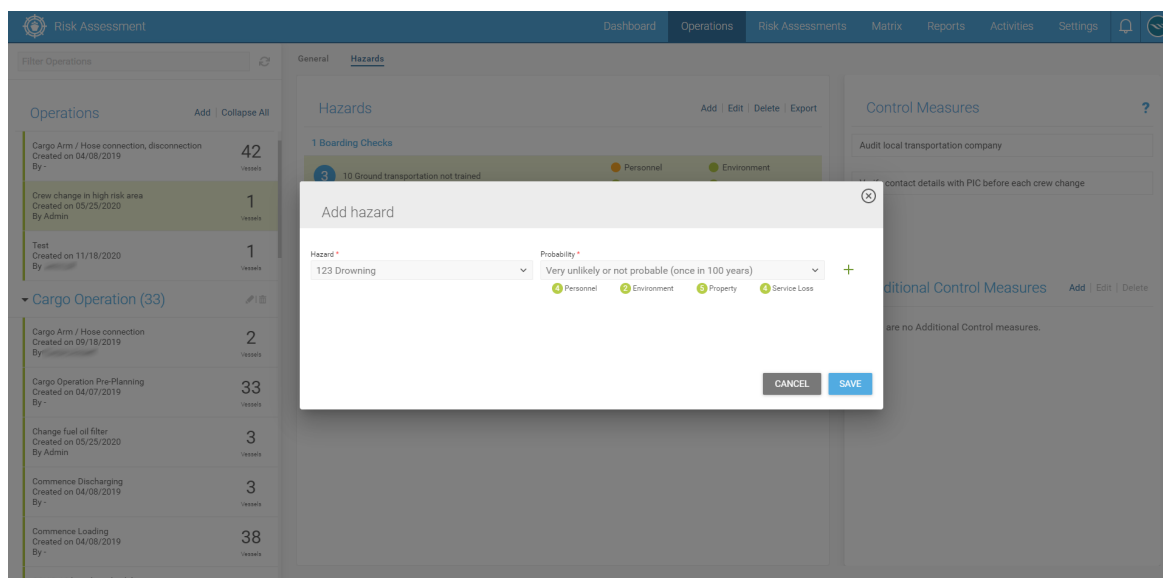 Risk Assessment
Dashboard
Operations
Risk Assessments
Matrix
Reports
Activities
Settings
Filter Operations
General
Hazards
Operations
Add | Collapse All
Cargo Arm / Hose connection, disconnection
Created on 04/08/2019
By -
42
Vessels
Crew change in high risk area
Created on 05/25/2020
By Admin
1
Vessels
Test
Created on 11/18/2020
By
1
Vessels
Cargo Operation (33)
Cargo Arm / Hose connection
Created on 09/18/2019
By
2
Vessels
Cargo Operation Pre-Planning
Created on 04/07/2019
By -
33
Vessels
Change fuel oil filter
Created on 05/25/2020
By Admin
3
Vessels
Commence Discharging
Created on 04/08/2019
By -
3
Vessels
Commence Loading
Created on 04/08/2019
By -
38
Vessels
Hazards
Add | Edit | Delete | Export
1 Boarding Checks
3
10 Ground transportation not trained
Personnel
Environment
Control Measures
?
Audit local transportation company
contact details with PIC before each crew change
Add hazard
Hazard *
123 Drowning
Probability *
Very unlikely or not probable (once in 100 years)
4 Personnel
2 Environment
5 Property
4 Service Loss
CANCEL
SAVE
ditional Control Measures
Add | Edit | Delete
are no Additional Control measures.